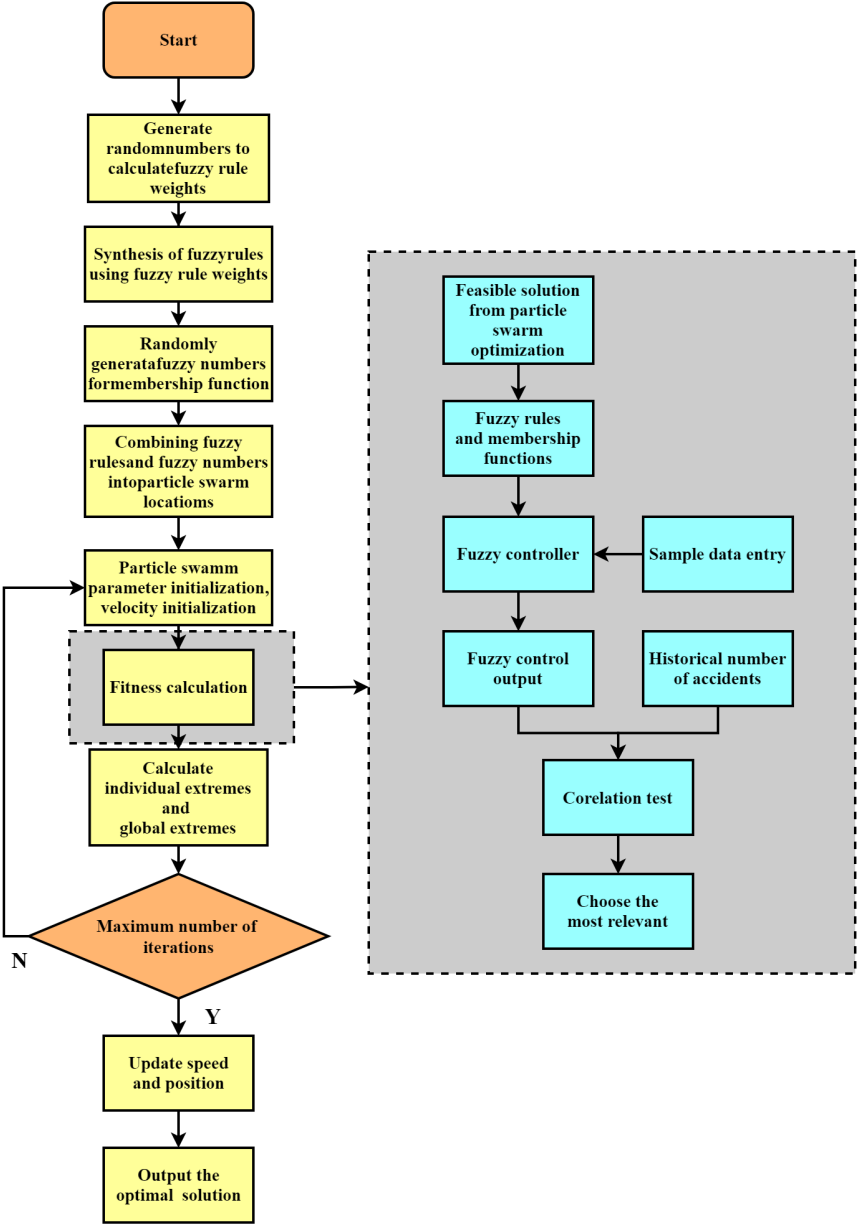 Start
Generate
randomnumbers to
calculatefuzzy rule
weights
Synthesis of fuzzyrules
using fuzzy rule weights
Randomly
generatafuzzy numbers
formembership function
Combining fuzzy
rulesand fuzzy numbers
intoparticle swarm
locatioms
Particle swamm
parameter initialization,
velocity initialization
Fitness calculation
Calculate
individual extremes
and
global extremes
Maximum number of
iterations
N
Y
Update speed
and position
Output the
optimal solution
Feasible solution
from particle
swarm
optimization
Fuzzy rules
and membership
functions
Fuzzy controller
Sample data entry
Fuzzy control
output
Historical number
of accidents
Corelation test
Choose the
most relevant